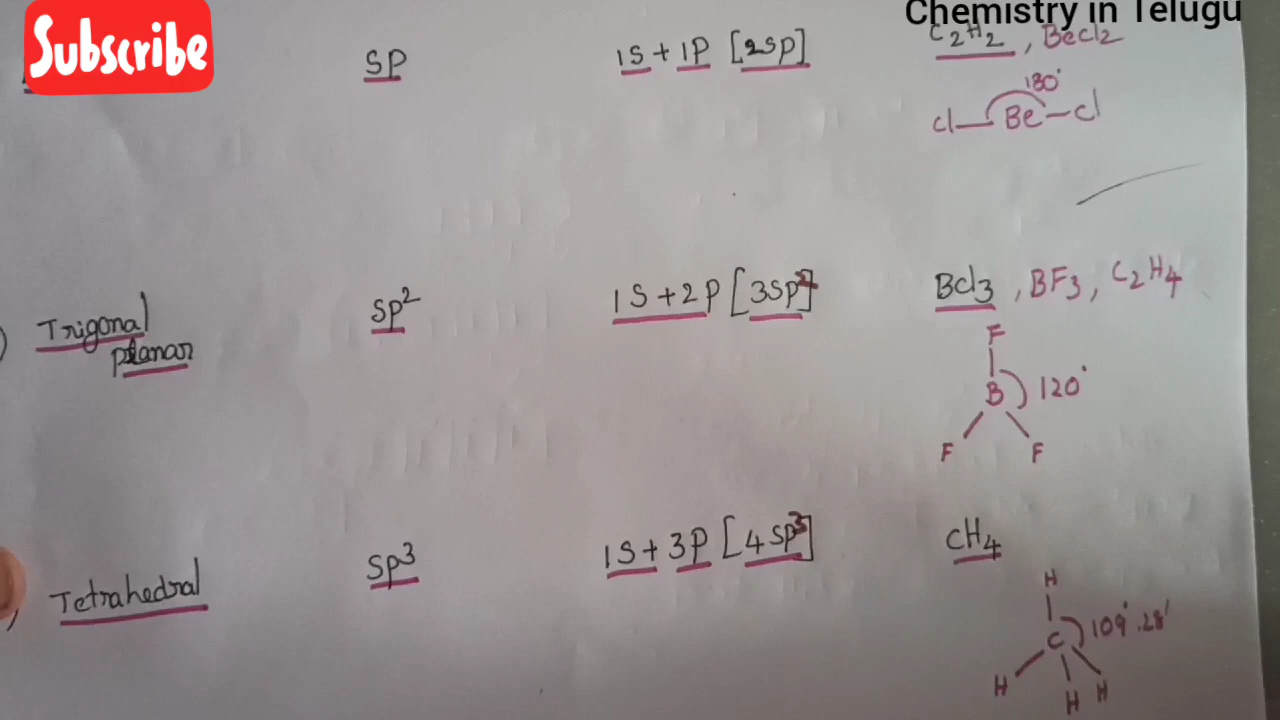 Subscribe
Chemistry in Telugu
SP
1S + 1P [2SP]
C2H2, BeCl2
180°
Cl—Be—Cl
Trigonal
planar
SP²
1S + 2P [3SP²]
BCl3, BF3, C2H4
F
B 120°
F F
Tetrahedral
SP³
1S + 3P [4SP³]
CH4
H
C 109°.28'
H H H